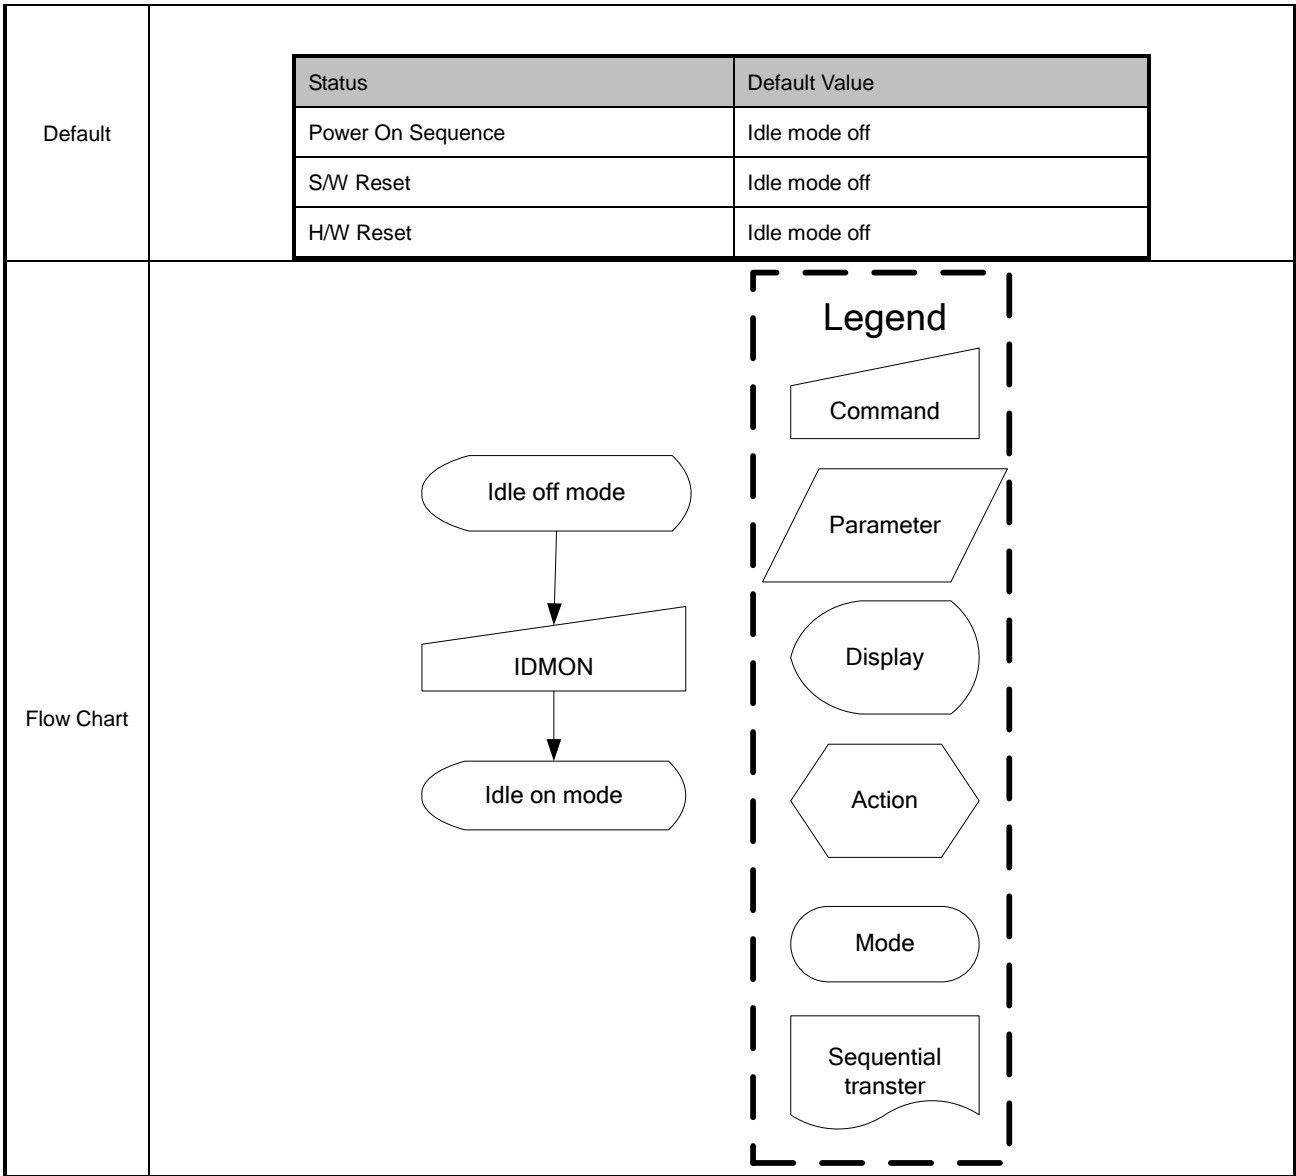 Default
Status Default Value
Power On Sequence Idle mode off
S/W Reset Idle mode off
H/W Reset Idle mode off
Flow Chart
Idle off mode
IDMON
Idle on mode
Legend
Command
Parameter
Display
Action
Mode
Sequential
transter